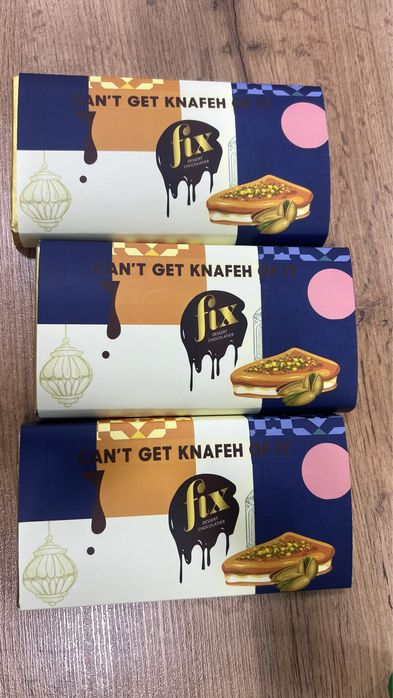 CAN'T GET KNAFEH OF IT
fix
DESSERT
CHOCOLATIER
CAN'T GET KNAFEH OF IT
fix
DESSERT
CHOCOLATIER
CAN'T GET KNAFEH OF IT
fix
DESSERT
CHOCOLATIER